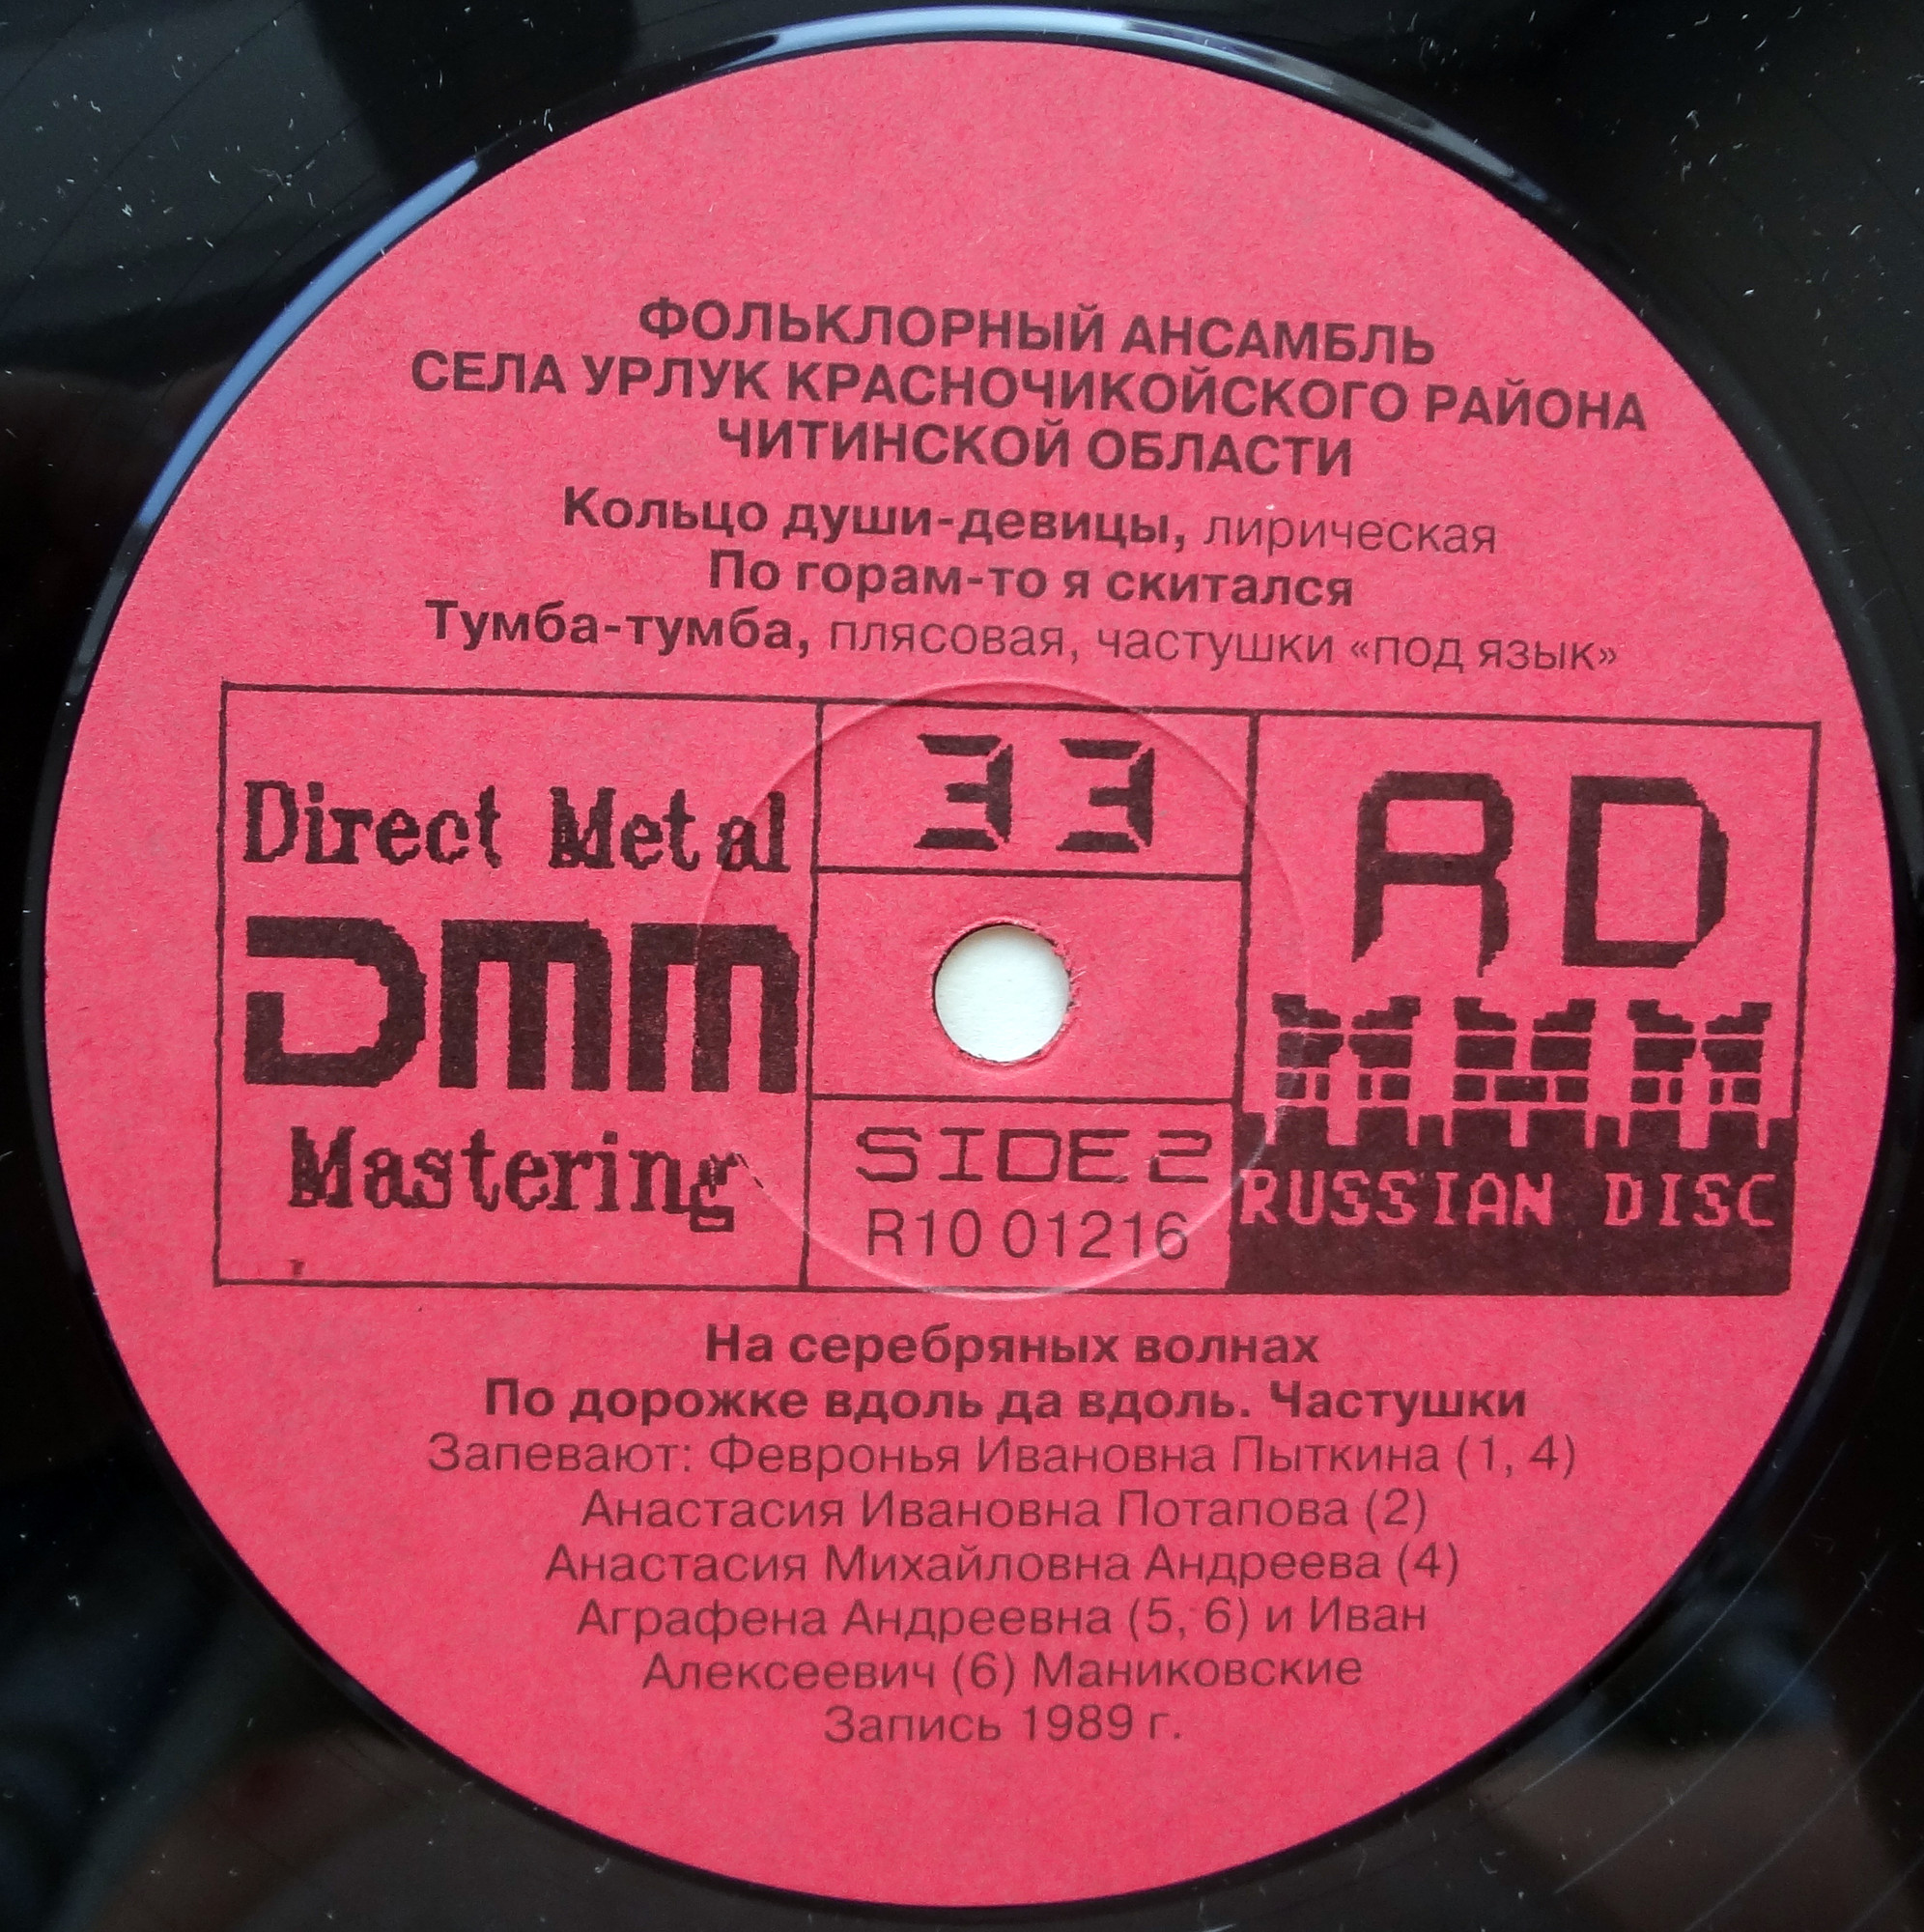 ФОЛЬКЛОРНЫЙ АНСАМБЛЬ
СЕЛА УРЛУК КРАСНОЧИКОЙСКОГО РАЙОНА
ЧИТИНСКОЙ ОБЛАСТИ
Кольцо души-девицы, лирическая
По горам-то я скитался
Тумба-тумба, плясовая, частушки «под язык»
Direct Metal
DMM
Mastering
33
SIDE 2
R10 01216
RD
RUSSIAN DISC
На серебряных волнах
По дорожке вдоль да вдоль. Частушки
Запевают: Февронья Ивановна Пыткина (1, 4)
Анастасия Ивановна Потапова (2)
Анастасия Михайловна Андреева (4)
Аграфена Андреевна (5, 6) и Иван
Алексеевич (6) Маниковские
Запись 1989 г.